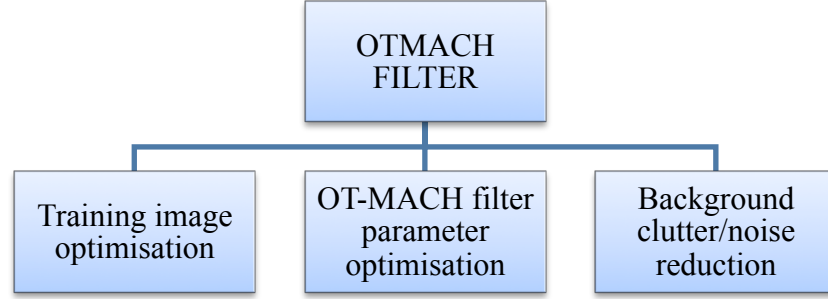 OTMACH
FILTER
Training image
optimisation
OT-MACH filter
parameter
optimisation
Background
clutter/noise
reduction